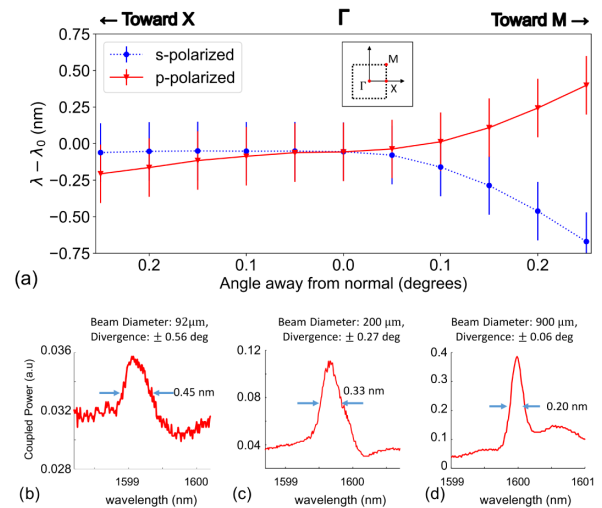 ← Toward X
Γ
Toward M →
0.75
0.50
0.25
0.00
−0.25
−0.50
−0.75
λ − λ0 (nm)
s-polarized
p-polarized
M
Γ
X
0.2
0.1
0.0
0.1
0.2
(a)
Angle away from normal (degrees)
Beam Diameter: 92μm,
Divergence: ± 0.56 deg
0.036
0.032
0.028
Coupled Power (a.u)
0.45 nm
1599
1600
(b)
wavelength (nm)
Beam Diameter: 200 μm,
Divergence: ± 0.27 deg
0.12
0.08
0.04
0.33 nm
1599
1600
(c)
wavelength (nm)
Beam Diameter: 900 μm,
Divergence: ± 0.06 deg
0.4
0.3
0.2
0.1
0
0.20 nm
1599
1600
1601
(d)
wavelength (nm)